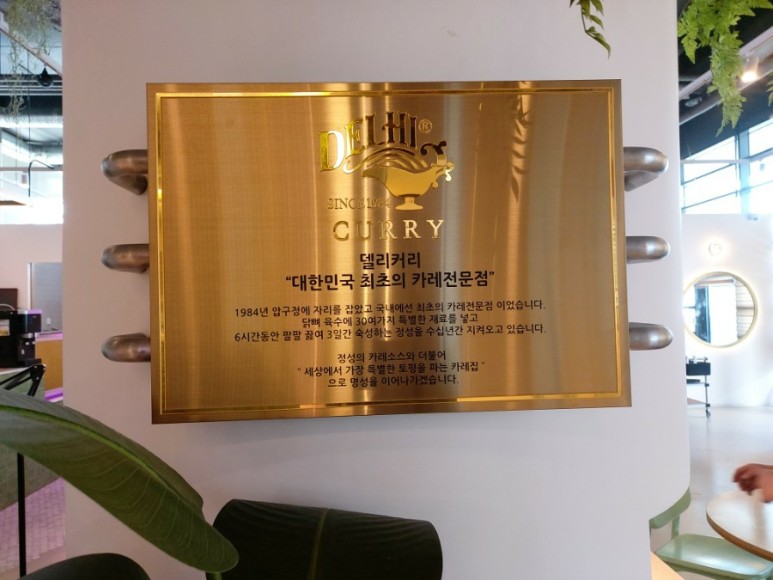 DELHI®
SINCE 1984
CURRY
델리커리
“대한민국 최초의 카레전문점”
1984년 압구정에 자리를 잡았고 국내에선 최초의 카레전문점 이었습니다.
닭뼈 육수에 30여가지 특별한 재료를 넣고
6시간동안 팔팔 끓여 3일간 숙성하는 정성을 수십년간 지켜오고 있습니다.
정성의 카레소스와 더불어
“ 세상에서 가장 특별한 토핑을 파는 카레집 ”
으로 명성을 이어나가겠습니다.